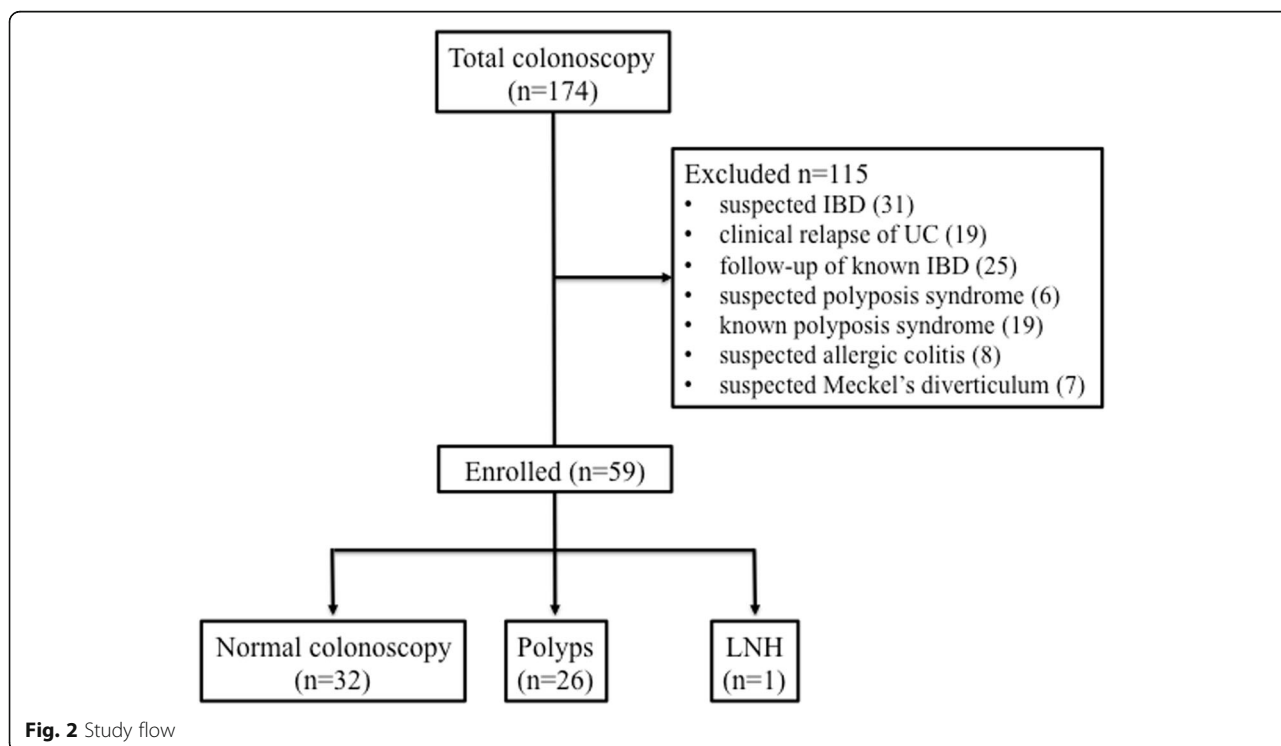 Total colonoscopy
(n=174)
Excluded n=115
• suspected IBD (31)
• clinical relapse of UC (19)
• follow-up of known IBD (25)
• suspected polyposis syndrome (6)
• known polyposis syndrome (19)
• suspected allergic colitis (8)
• suspected Meckel's diverticulum (7)
Enrolled (n=59)
Normal colonoscopy
(n=32)
Polyps
(n=26)
LNH
(n=1)
Fig. 2 Study flow